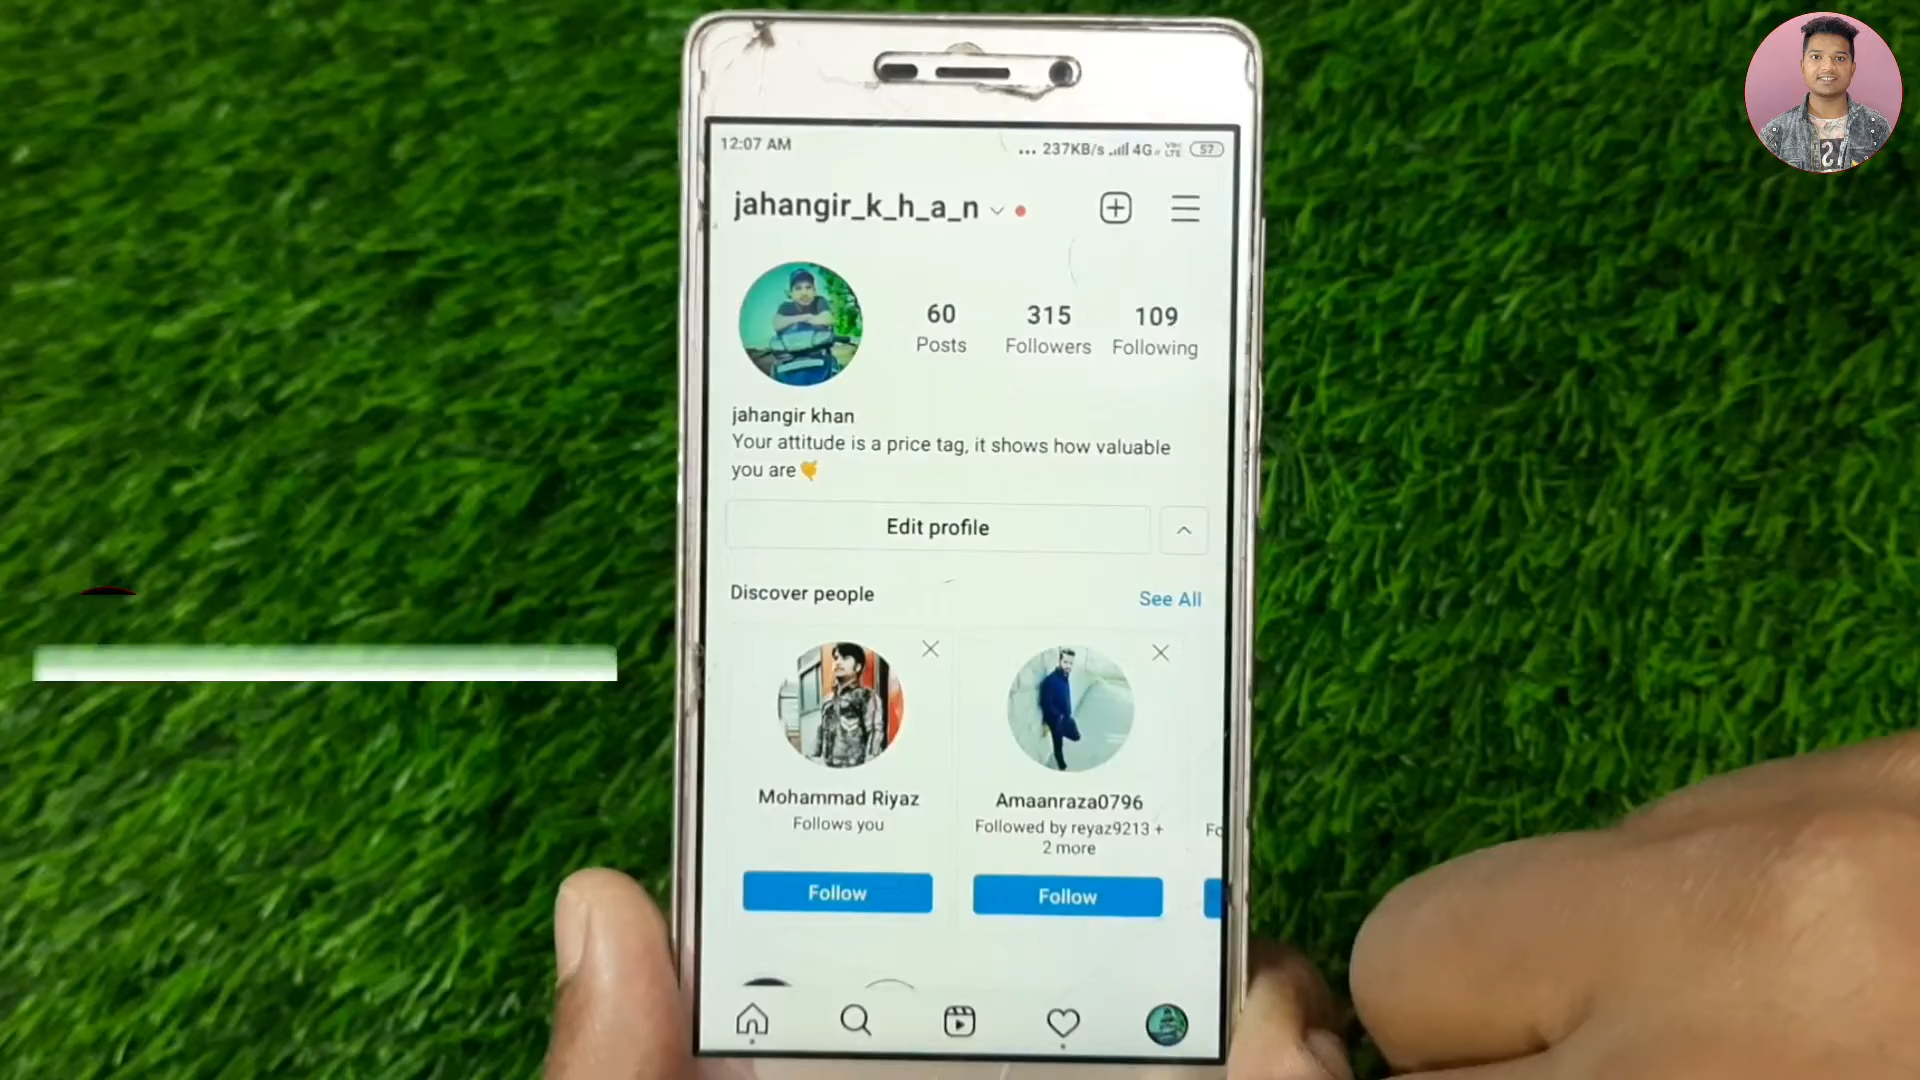 12:07 AM
... 237KB/s 4G VoLTE 57
jahangir_k_h_a_n
60
Posts
315
Followers
109
Following
jahangir khan
Your attitude is a price tag, it shows how valuable
you are
Edit profile
Discover people
See All
Mohammad Riyaz
Follows you
Follow
Amaanraza0796
Followed by reyaz9213 +
2 more
Follow